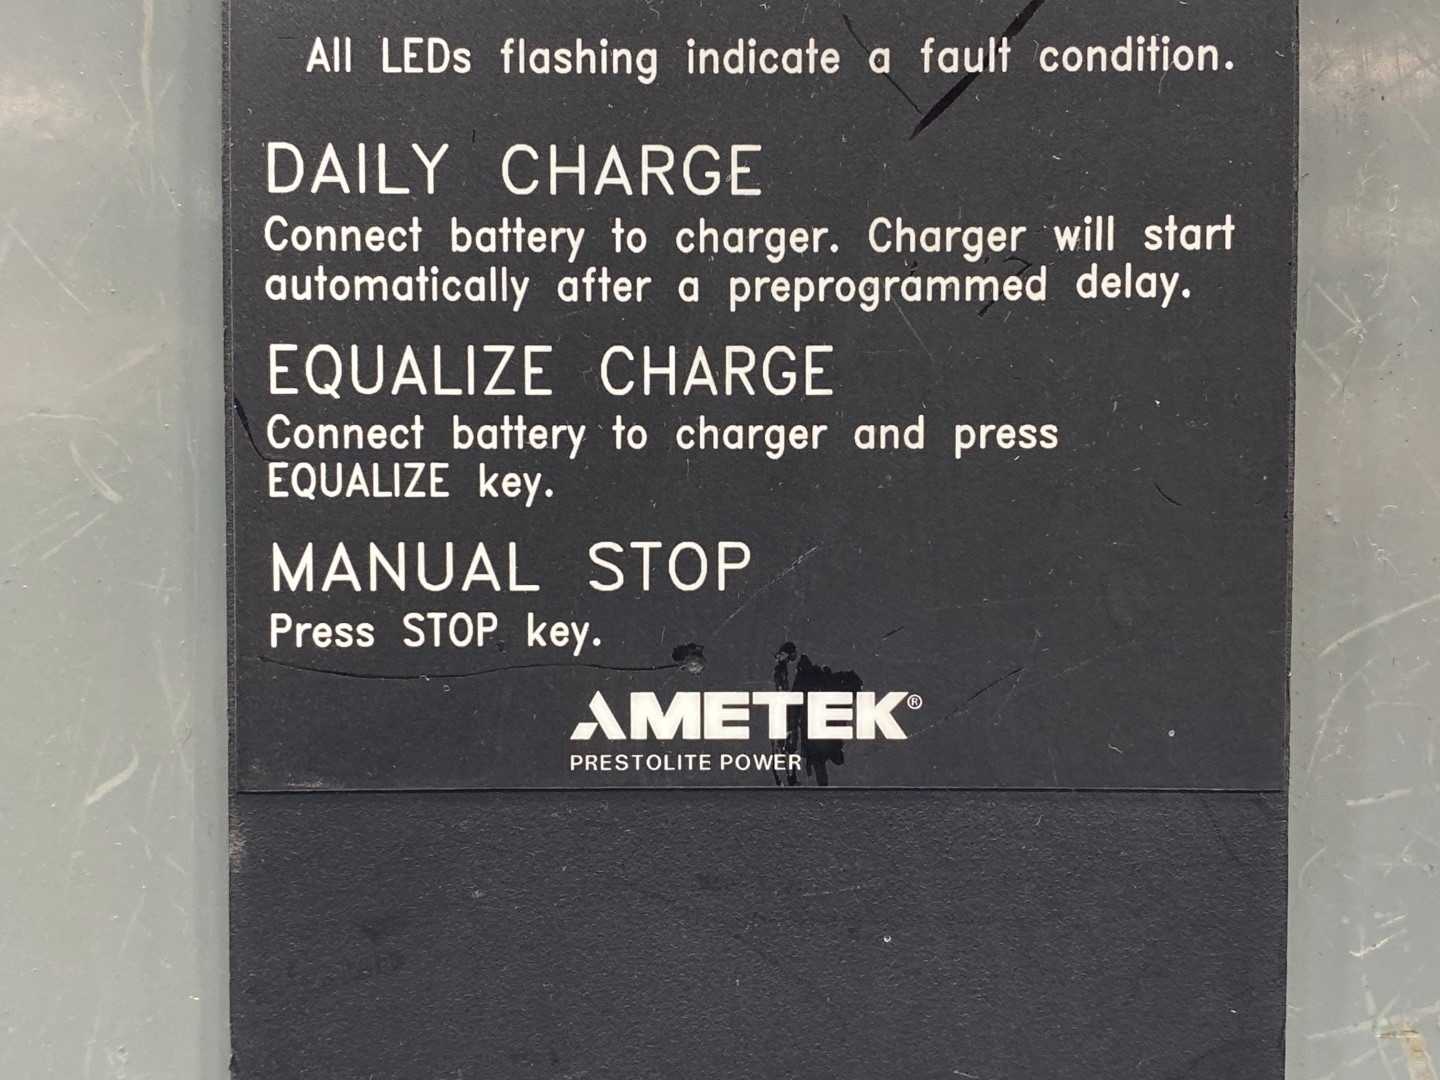 All LEDs flashing indicate a fault condition.
DAILY CHARGE
Connect battery to charger. Charger will start
automatically after a preprogrammed delay.
EQUALIZE CHARGE
Connect battery to charger and press
EQUALIZE key.
MANUAL STOP
Press STOP key.
AMETEK®
PRESTOLITE POWER